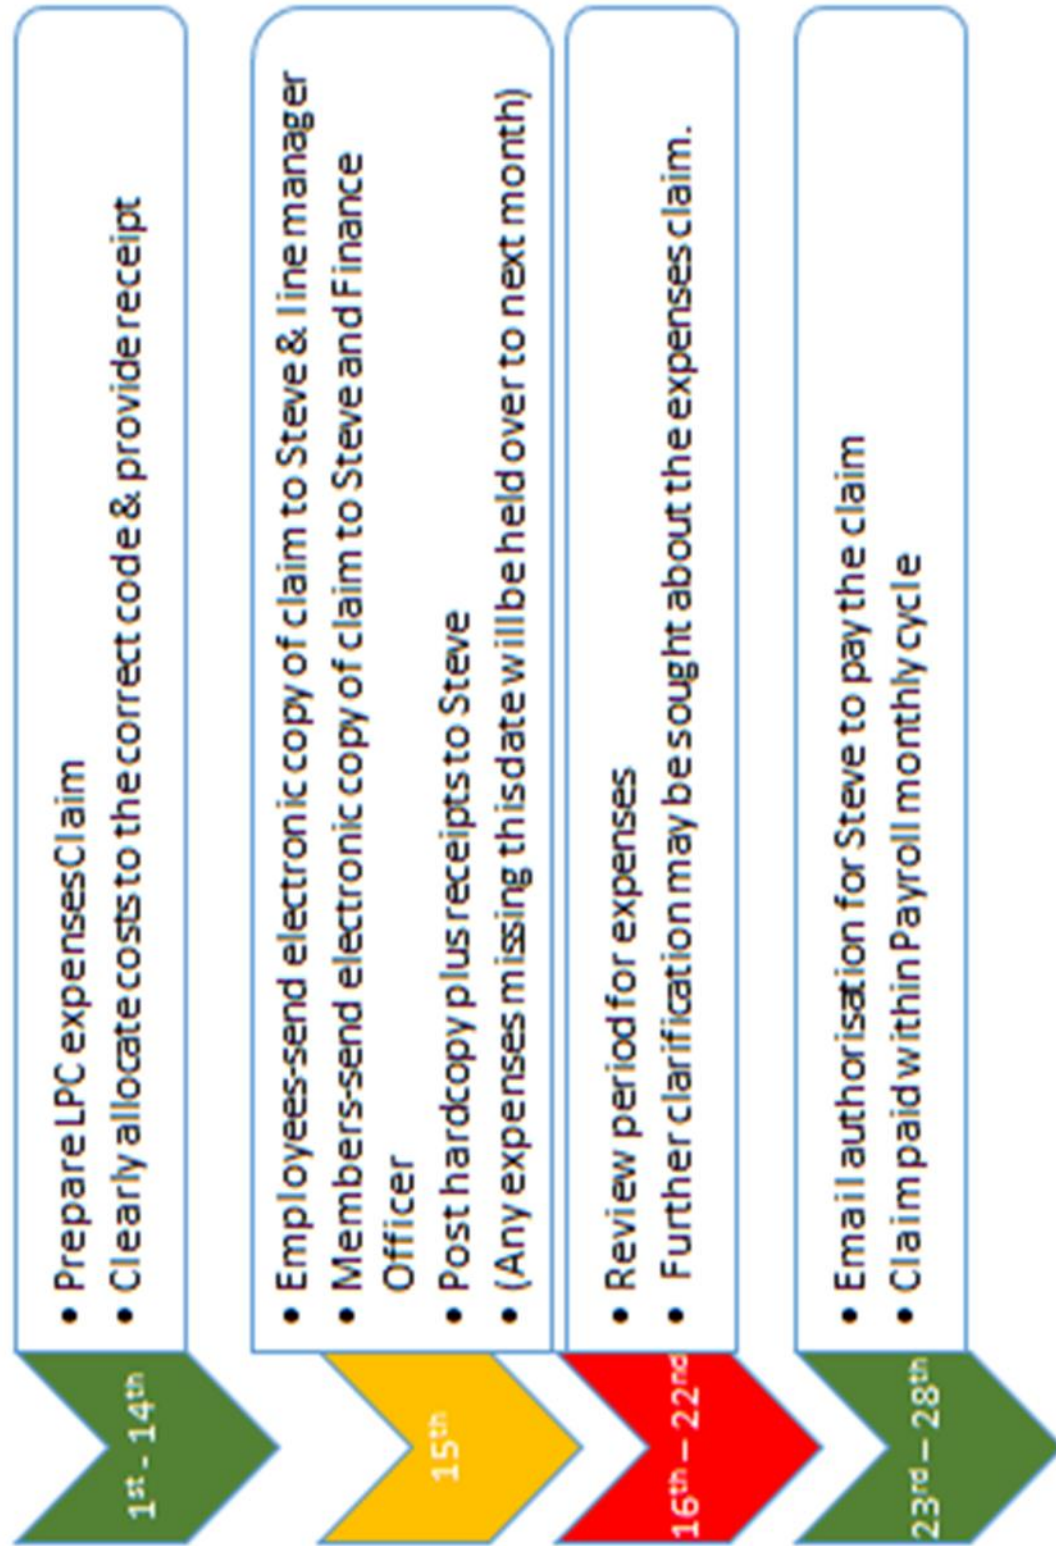 1st - 14th
• Prepare LPC expenses Claim
• Clearly allocate costs to the correct code & provide receipt
15th
• Employees-send electronic copy of claim to Steve & line manager
• Members-send electronic copy of claim to Steve and Finance
Officer
• Post hardcopy plus receipts to Steve
• (Any expenses missing this date will be held over to next month)
16th – 22nd
• Review period for expenses
• Further clarification may be sought about the expenses claim.
23rd – 28th
• Email authorisation for Steve to pay the claim
• Claim paid within Payroll monthly cycle